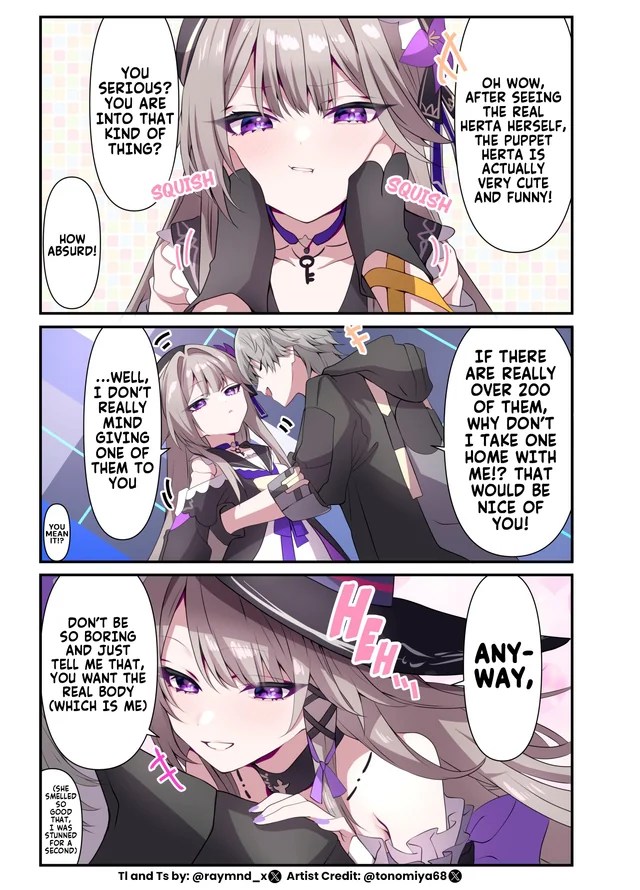 OH WOW,
AFTER SEEING
THE REAL
HERTA HERSELF,
THE PUPPET
HERTA IS
ACTUALLY
VERY CUTE
AND FUNNY!
YOU
SERIOUS?
YOU ARE
INTO THAT
KIND OF
THING?
SQUISH
SQUISH
HOW
ABSURD!
IF THERE
ARE REALLY
OVER 200
OF THEM,
WHY DON'T
I TAKE ONE
HOME WITH
ME!? THAT
WOULD BE
NICE OF
YOU!
...WELL,
I DON'T
REALLY
MIND
GIVING
ONE OF
THEM TO
YOU
YOU
MEAN
IT!?
ANY-
WAY,
HEH...
DON'T BE
SO BORING
AND JUST
TELL ME THAT,
YOU WANT THE
REAL BODY
(WHICH IS ME)
(SHE
SMELLED
SO
GOOD
THAT,
I WAS
STUNNED
FOR A
SECOND)
Tl and Ts by: @raymnd_x Artist Credit: @tonomiya68